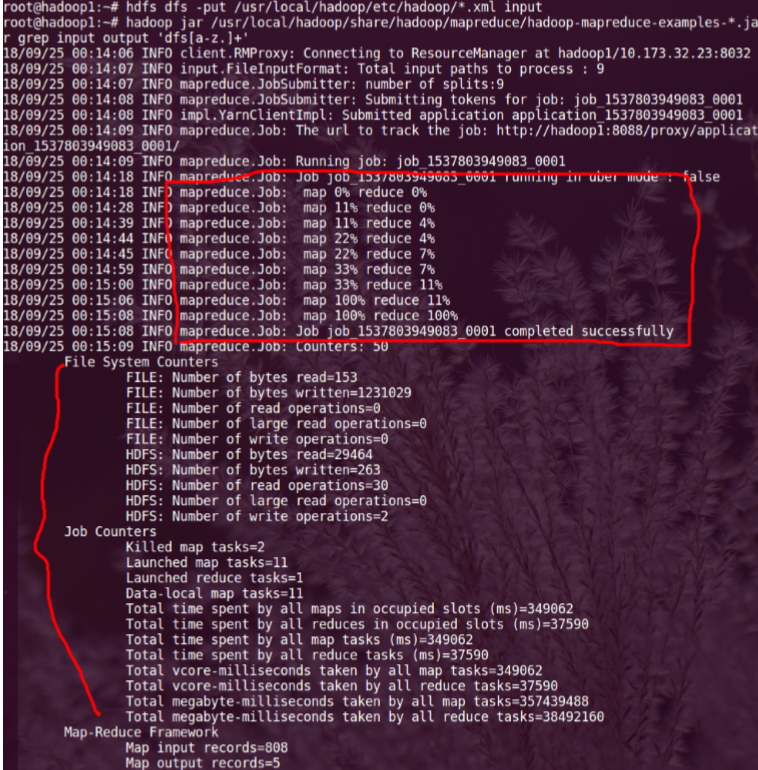 root@hadoop1:~# hdfs dfs -put /usr/local/hadoop/etc/hadoop/*.xml input
root@hadoop1:~# hadoop jar /usr/local/hadoop/share/hadoop/mapreduce/hadoop-mapreduce-examples-*.ja
r grep input output 'dfs[a-z.]+'
18/09/25 00:14:06 INFO client.RMProxy: Connecting to ResourceManager at hadoop1/10.173.32.23:8032
18/09/25 00:14:07 INFO input.FileInputFormat: Total input paths to process : 9
18/09/25 00:14:07 INFO mapreduce.JobSubmitter: number of splits:9
18/09/25 00:14:08 INFO mapreduce.JobSubmitter: Submitting tokens for job: job_1537803949083_0001
18/09/25 00:14:08 INFO impl.YarnClientImpl: Submitted application application_1537803949083_0001
18/09/25 00:14:09 INFO mapreduce.Job: The url to track the job: http://hadoop1:8088/proxy/applicat
ion_1537803949083_0001/
18/09/25 00:14:09 INFO mapreduce.Job: Running job: job_1537803949083_0001
18/09/25 00:14:18 INFO mapreduce.Job: Job job_1537803949083_0001 running in uber mode : false
18/09/25 00:14:18 INFO mapreduce.Job:  map 0% reduce 0%
18/09/25 00:14:28 INFO mapreduce.Job:  map 11% reduce 0%
18/09/25 00:14:39 INFO mapreduce.Job:  map 11% reduce 4%
18/09/25 00:14:44 INFO mapreduce.Job:  map 22% reduce 4%
18/09/25 00:14:45 INFO mapreduce.Job:  map 22% reduce 7%
18/09/25 00:14:59 INFO mapreduce.Job:  map 33% reduce 7%
18/09/25 00:15:00 INFO mapreduce.Job:  map 33% reduce 11%
18/09/25 00:15:06 INFO mapreduce.Job:  map 100% reduce 11%
18/09/25 00:15:08 INFO mapreduce.Job:  map 100% reduce 100%
18/09/25 00:15:08 INFO mapreduce.Job: Job job_1537803949083_0001 completed successfully
18/09/25 00:15:09 INFO mapreduce.Job: Counters: 50
File System Counters
FILE: Number of bytes read=153
FILE: Number of bytes written=1231029
FILE: Number of read operations=0
FILE: Number of large read operations=0
FILE: Number of write operations=0
HDFS: Number of bytes read=29464
HDFS: Number of bytes written=263
HDFS: Number of read operations=30
HDFS: Number of large read operations=0
HDFS: Number of write operations=2
Job Counters
Killed map tasks=2
Launched map tasks=11
Launched reduce tasks=1
Data-local map tasks=11
Total time spent by all maps in occupied slots (ms)=349062
Total time spent by all reduces in occupied slots (ms)=37590
Total time spent by all map tasks (ms)=349062
Total time spent by all reduce tasks (ms)=37590
Total vcore-milliseconds taken by all map tasks=349062
Total vcore-milliseconds taken by all reduce tasks=37590
Total megabyte-milliseconds taken by all map tasks=357439488
Total megabyte-milliseconds taken by all reduce tasks=38492160
Map-Reduce Framework
Map input records=808
Map output records=5